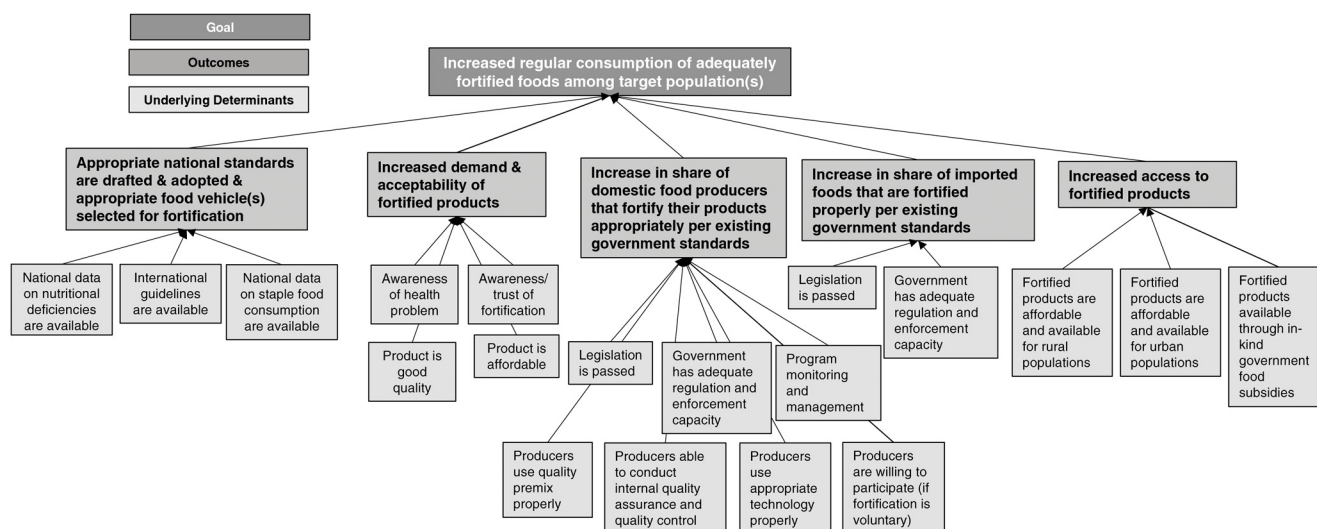 Goal
Outcomes
Underlying Determinants
Increased regular consumption of adequately
fortified foods among target population(s)
Appropriate national standards
are drafted & adopted &
appropriate food vehicle(s)
selected for fortification
Increased demand &
acceptability of
fortified products
Increase in share of
domestic food producers
that fortify their products
appropriately per existing
government standards
Increase in share of imported
foods that are fortified
properly per existing
government standards
Increased access to
fortified products
National data
on nutritional
deficiencies
are available
International
guidelines
are available
National data
on staple food
consumption
are available
Awareness
of health
problem
Awareness/
trust of
fortification
Product is
good
quality
Product is
affordable
Legislation
is passed
Government
has adequate
regulation and
enforcement
capacity
Program
monitoring
and
management
Producers
use quality
premix
properly
Producers able
to conduct
internal quality
assurance and
quality control
Producers
use
appropriate
technology
properly
Producers
are willing to
participate (if
fortification is
voluntary)
Legislation
is passed
Government
has adequate
regulation and
enforcement
capacity
Fortified
products are
affordable
and available
for rural
populations
Fortified
products are
affordable
and available
for urban
populations
Fortified
products
available
through in-
kind
government
food
subsidies